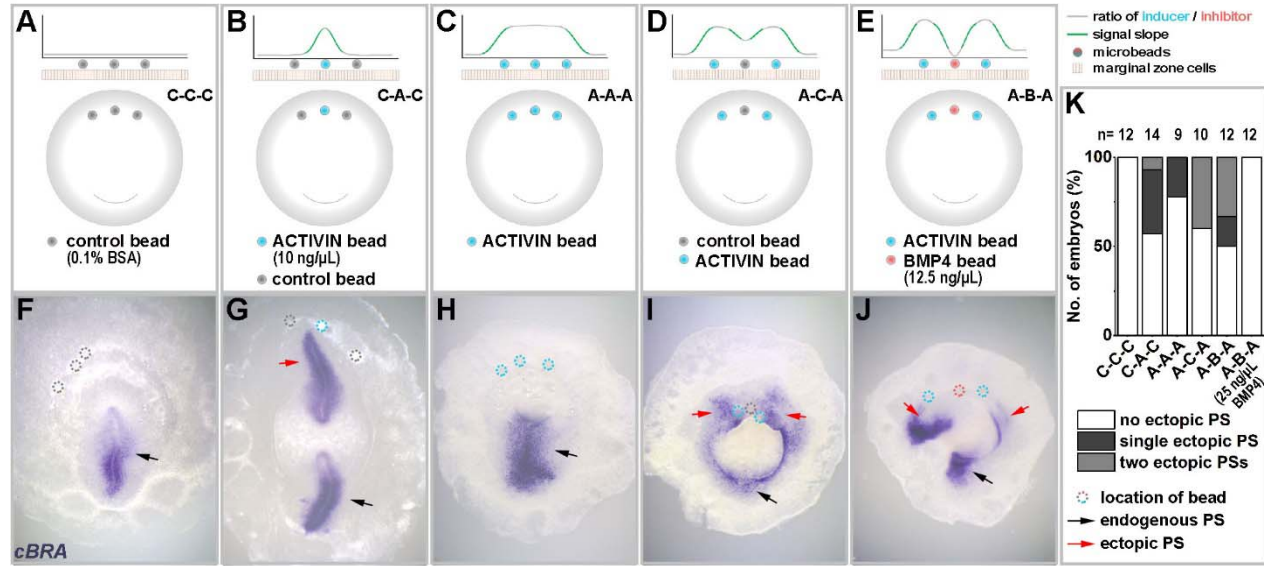 A
C-C-C
control bead
(0.1% BSA)
B
C-A-C
ACTIVIN bead
(10 ng/µL)
control bead
C
A-A-A
ACTIVIN bead
D
A-C-A
control bead
ACTIVIN bead
E
A-B-A
ACTIVIN bead
BMP4 bead
(12.5 ng/µL)
ratio of inducer / inhibitor
signal slope
microbeads
marginal zone cells
F
cBRA
G
H
I
J
K
n= 12 14 9 10 12 12
No. of embryos (%)
100
50
0
C-C-C
C-A-C
A-A-A
A-C-A
A-B-A
A-B-A
(25 ng/µL
BMP4)
no ectopic PS
single ectopic PS
two ectopic PSs
location of bead
endogenous PS
ectopic PS